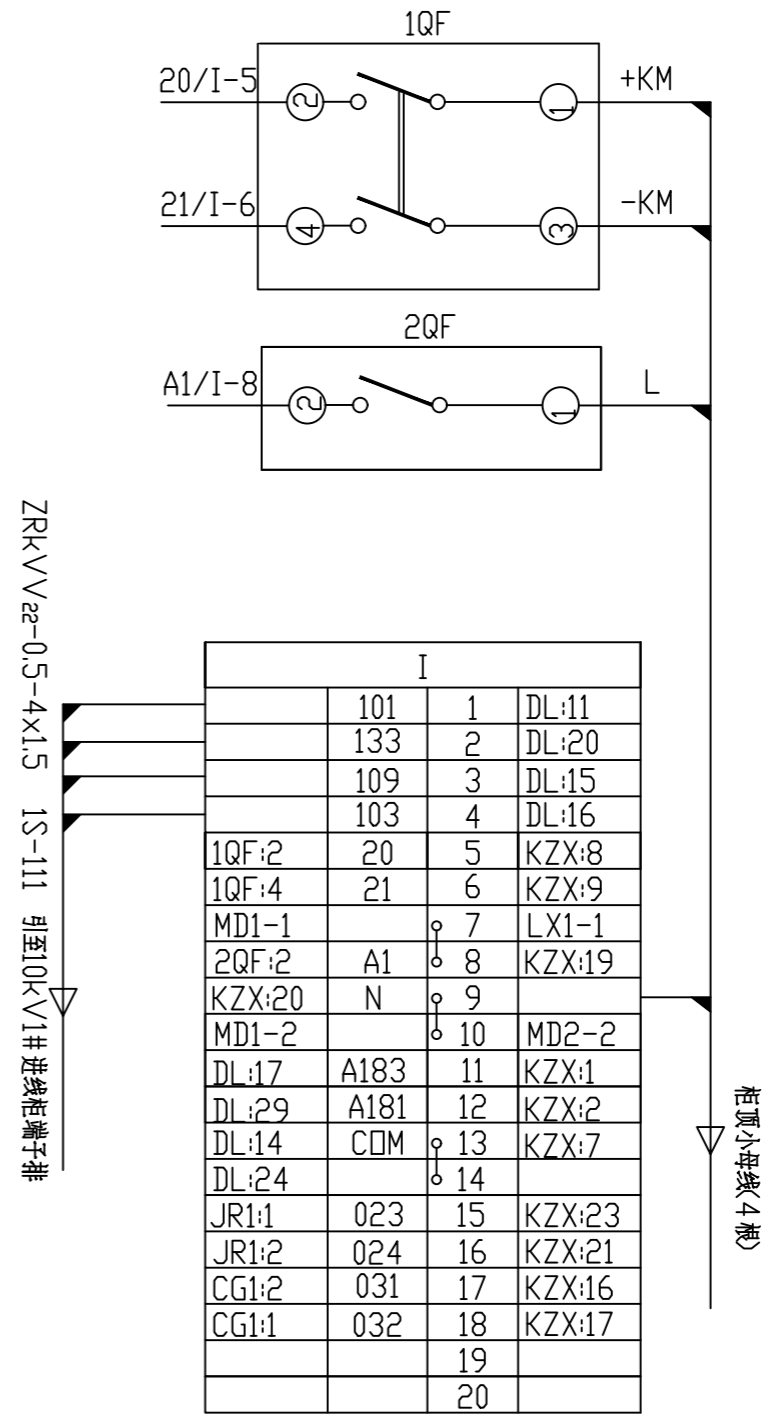 1QF
20/I-5 ② ① +KM
21/I-6 ④ ③ -KM
2QF
A1/I-8 ② ① L
ZRkVV22-0.5-4x1.5 1S-111 引至10kV1#进线柜端子排
I
101 1 DL:11
133 2 DL:20
109 3 DL:15
103 4 DL:16
1QF:2 20 5 KZX:8
1QF:4 21 6 KZX:9
MD1-1 7 LX1-1
2QF:2 A1 8 KZX:19
KZX:20 N 9
MD1-2 10 MD2-2
DL:17 A183 11 KZX:1
DL:29 A181 12 KZX:2
DL:14 COM 13 KZX:7
DL:24 14
JR1:1 023 15 KZX:23
JR1:2 024 16 KZX:21
CG1:2 031 17 KZX:16
CG1:1 032 18 KZX:17
19
20
柜顶小母线(4根)